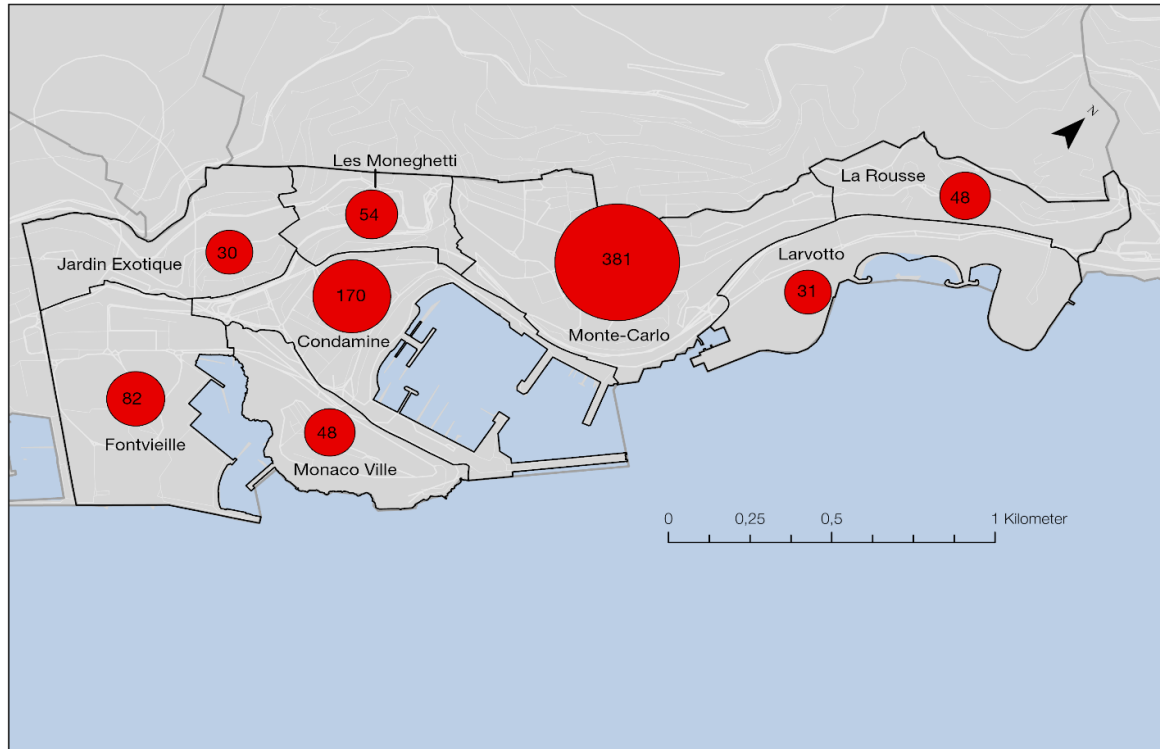 N
Les Moneghetti
La Rousse
48
54
30
Larvotto
Jardin Exotique
381
31
170
Monte-Carlo
Condamine
82
48
Fontvieille
Monaco Ville
0
0,25
0,5
1 Kilometer